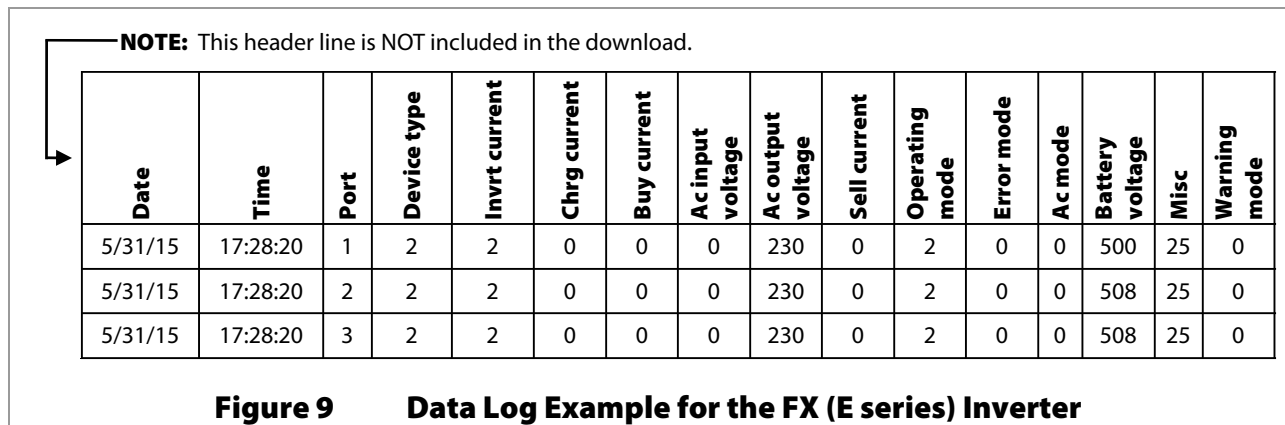 NOTE: This header line is NOT included in the download.
Date Time Port Device type Invrt current Chrg current Buy current Ac input voltage Ac output voltage Sell current Operating mode Error mode Ac mode Battery voltage Misc Warning mode
5/31/15 17:28:20 1 2 2 0 0 0 230 0 2 0 0 500 25 0
5/31/15 17:28:20 2 2 2 0 0 0 230 0 2 0 0 508 25 0
5/31/15 17:28:20 3 2 2 0 0 0 230 0 2 0 0 508 25 0
Figure 9 Data Log Example for the FX (E series) Inverter